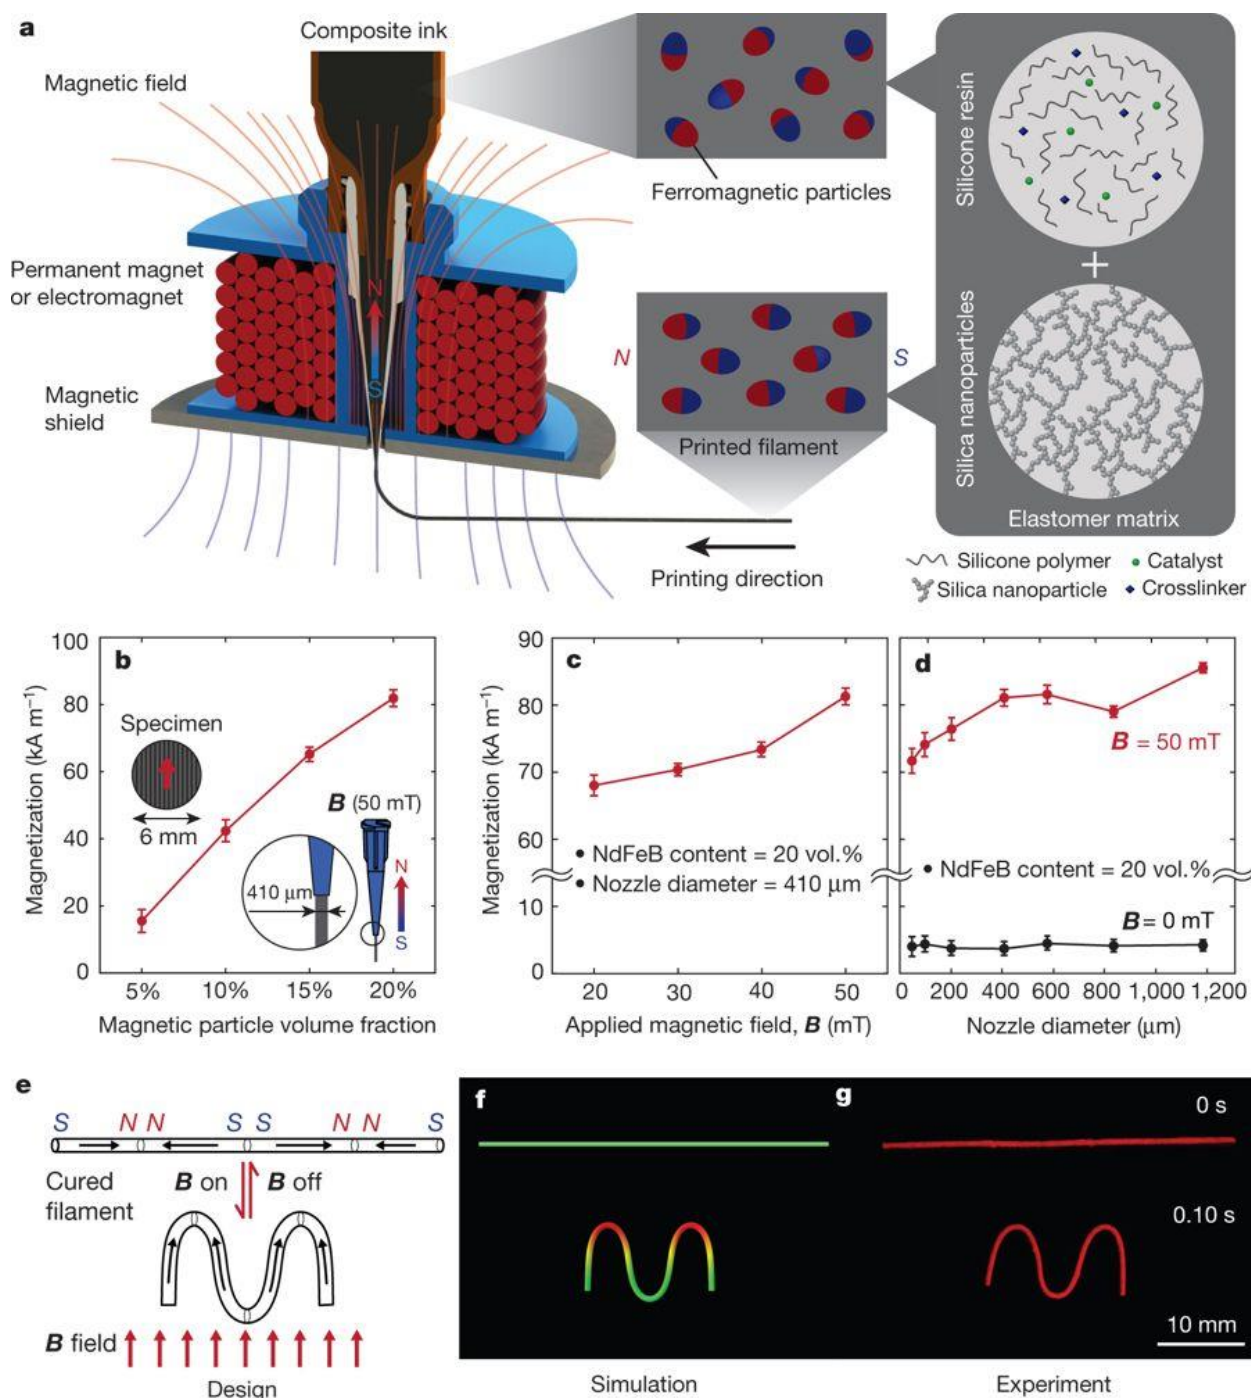 a
Composite ink
Magnetic field
Permanent magnet
or electromagnet
Magnetic
shield
N
S
Ferromagnetic particles
N
S
Printed filament
Printing direction
Silicone resin
+
Silica nanoparticles
Elastomer matrix
Silicone polymer
Catalyst
Silica nanoparticle
Crosslinker
b
Magnetization (kA m⁻¹)
100
80
60
40
20
0
Specimen
6 mm
B (50 mT)
410 μm
N
S
5%
10%
15%
20%
Magnetic particle volume fraction
c
Magnetization (kA m⁻¹)
90
80
70
60
15
10
5
0
NdFeB content = 20 vol.%
Nozzle diameter = 410 μm
20
30
40
50
Applied magnetic field, B (mT)
d
B = 50 mT
NdFeB content = 20 vol.%
B = 0 mT
0
200
400
600
800
1,000
1,200
Nozzle diameter (μm)
e
S N N S S N N S
Cured
filament
B on
B off
B field
Design
f
Simulation
g
0 s
0.10 s
10 mm
Experiment